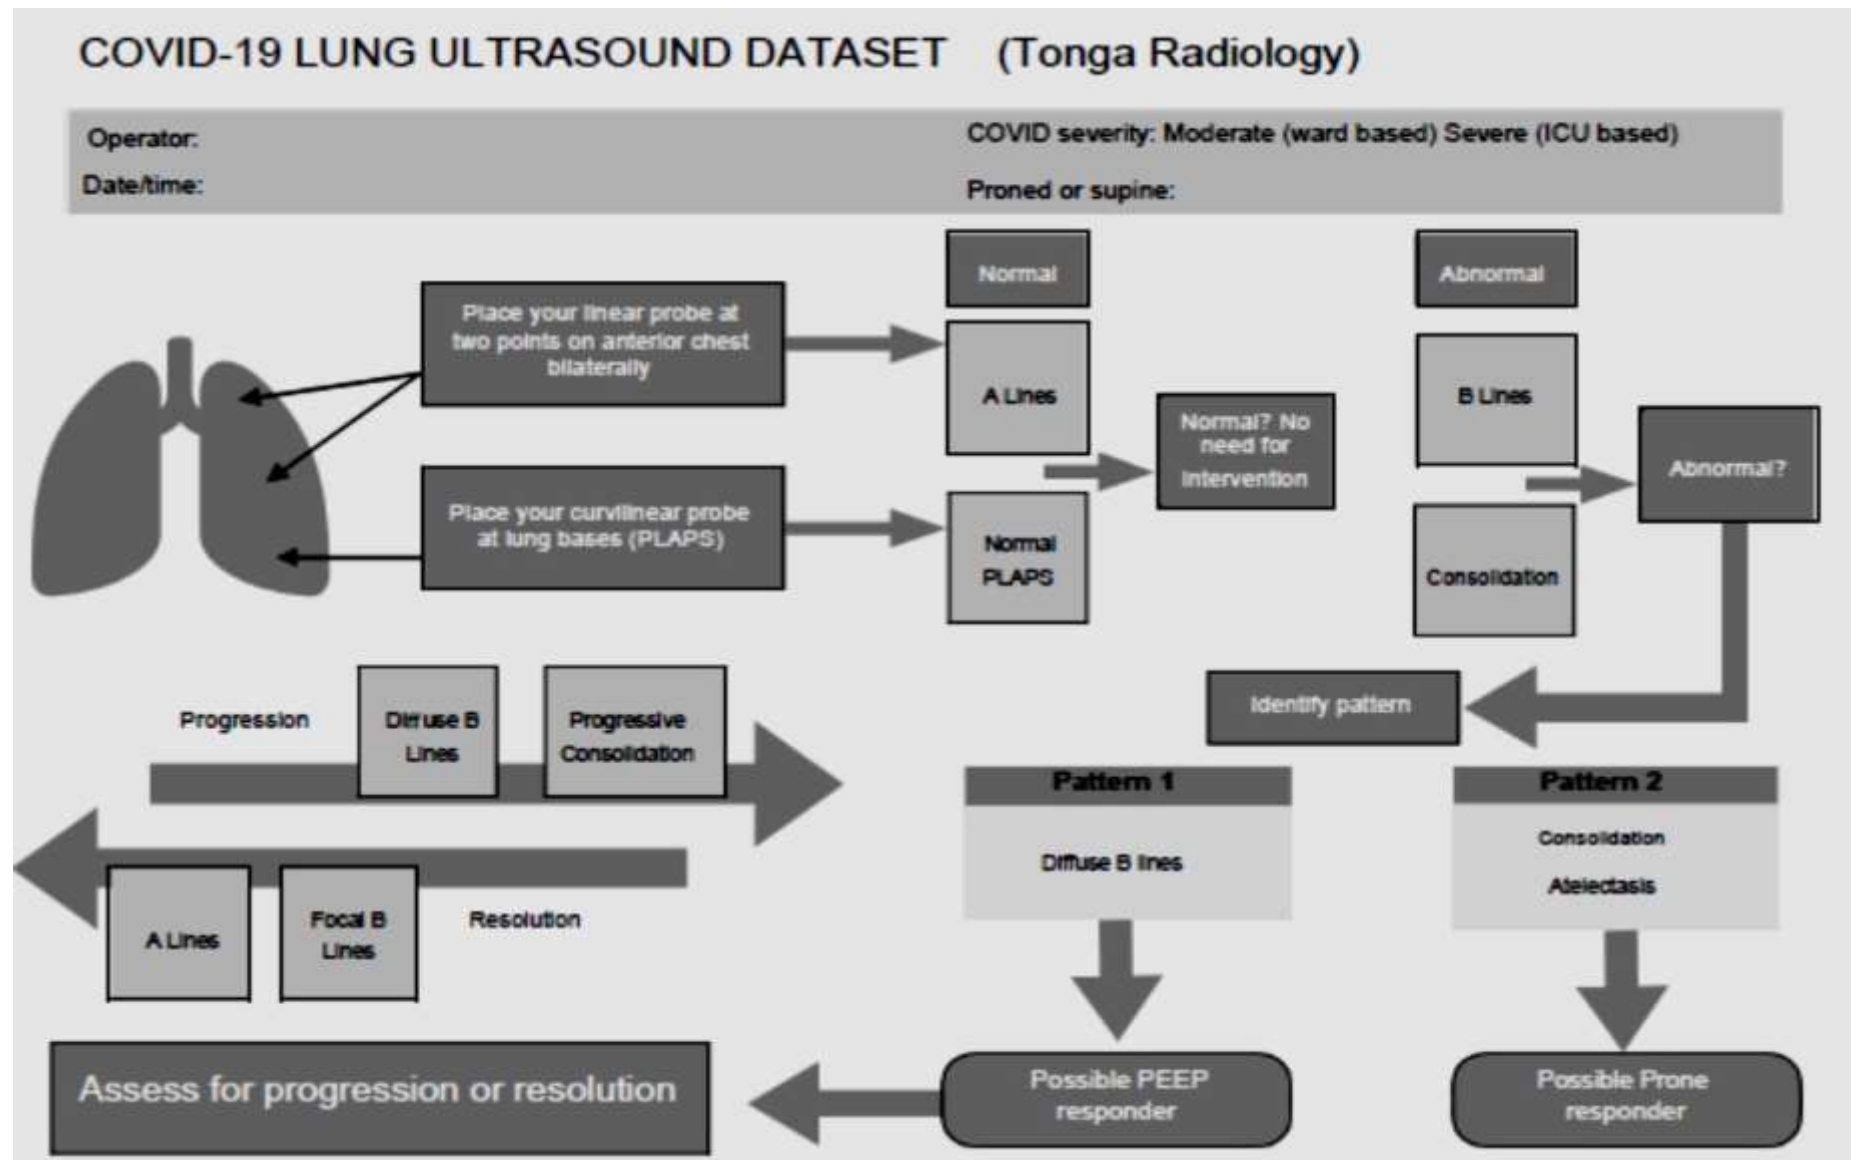 COVID-19 LUNG ULTRASOUND DATASET (Tonga Radiology)
Operator:
COVID severity: Moderate (ward based) Severe (ICU based)
Date/time:
Proned or supine:
Normal
Abnormal
Place your linear probe at
two points on anterior chest
bilaterally
A Lines
Normal? No
need for
intervention
B Lines
Abnormal?
Place your curvilinear probe
at lung bases (PLAPS)
Normal
PLAPS
Consolidation
Identify pattern
Progression
Diffuse B
Lines
Progressive
Consolidation
A Lines
Focal B
Lines
Resolution
Pattern 1
Diffuse B lines
Pattern 2
Consolidation
Atelectasis
Assess for progression or resolution
Possible PEEP
responder
Possible Prone
responder